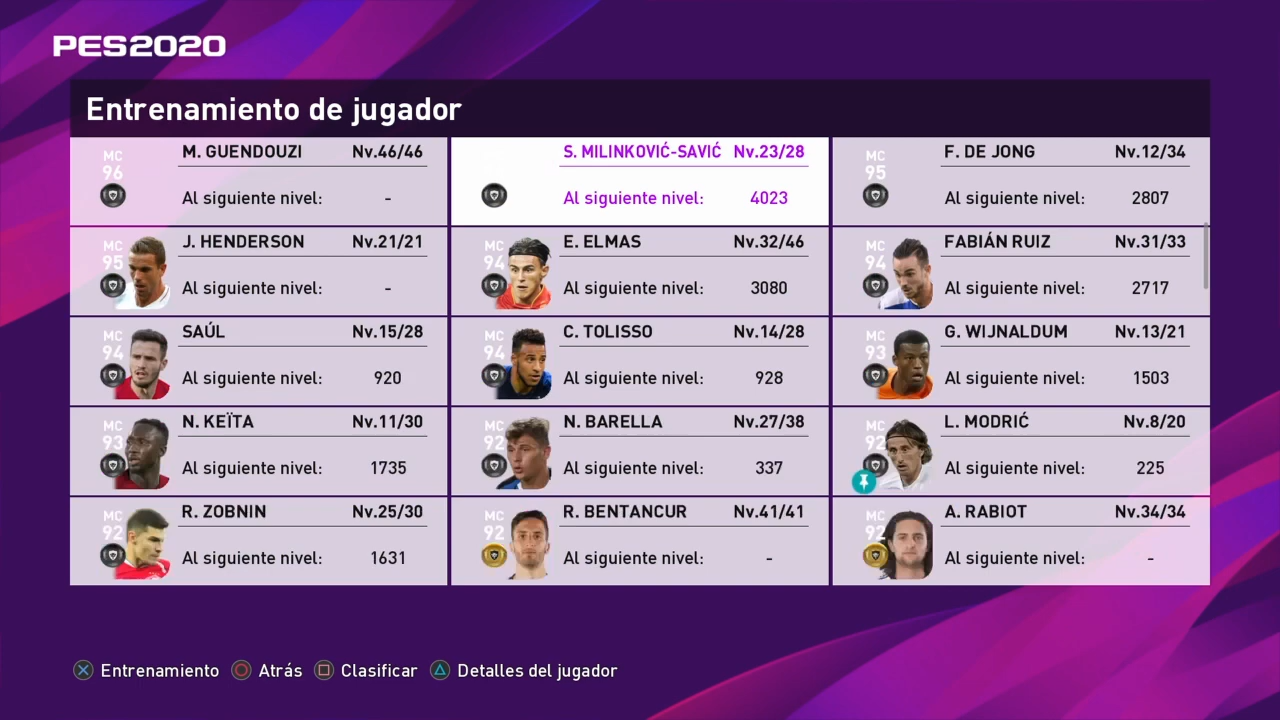 PES2020
Entrenamiento de jugador
MC 96 M. GUENDOUZI Nv.46/46
Al siguiente nivel: -
S. MILINKOVIĆ-SAVIĆ Nv.23/28
Al siguiente nivel: 4023
MC 95 F. DE JONG Nv.12/34
Al siguiente nivel: 2807
MC 95 J. HENDERSON Nv.21/21
Al siguiente nivel: -
MC 94 E. ELMAS Nv.32/46
Al siguiente nivel: 3080
MC 94 FABIÁN RUIZ Nv.31/33
Al siguiente nivel: 2717
MC 94 SAÚL Nv.15/28
Al siguiente nivel: 920
MC 94 C. TOLISSO Nv.14/28
Al siguiente nivel: 928
MC 93 G. WIJNALDUM Nv.13/21
Al siguiente nivel: 1503
MC 93 N. KEÏTA Nv.11/30
Al siguiente nivel: 1735
MC 92 N. BARELLA Nv.27/38
Al siguiente nivel: 337
MC 92 L. MODRIĆ Nv.8/20
Al siguiente nivel: 225
MC 92 R. ZOBNIN Nv.25/30
Al siguiente nivel: 1631
MC 92 R. BENTANCUR Nv.41/41
Al siguiente nivel: -
MC 92 A. RABIOT Nv.34/34
Al siguiente nivel: -
Entrenamiento Atrás Clasificar Detalles del jugador